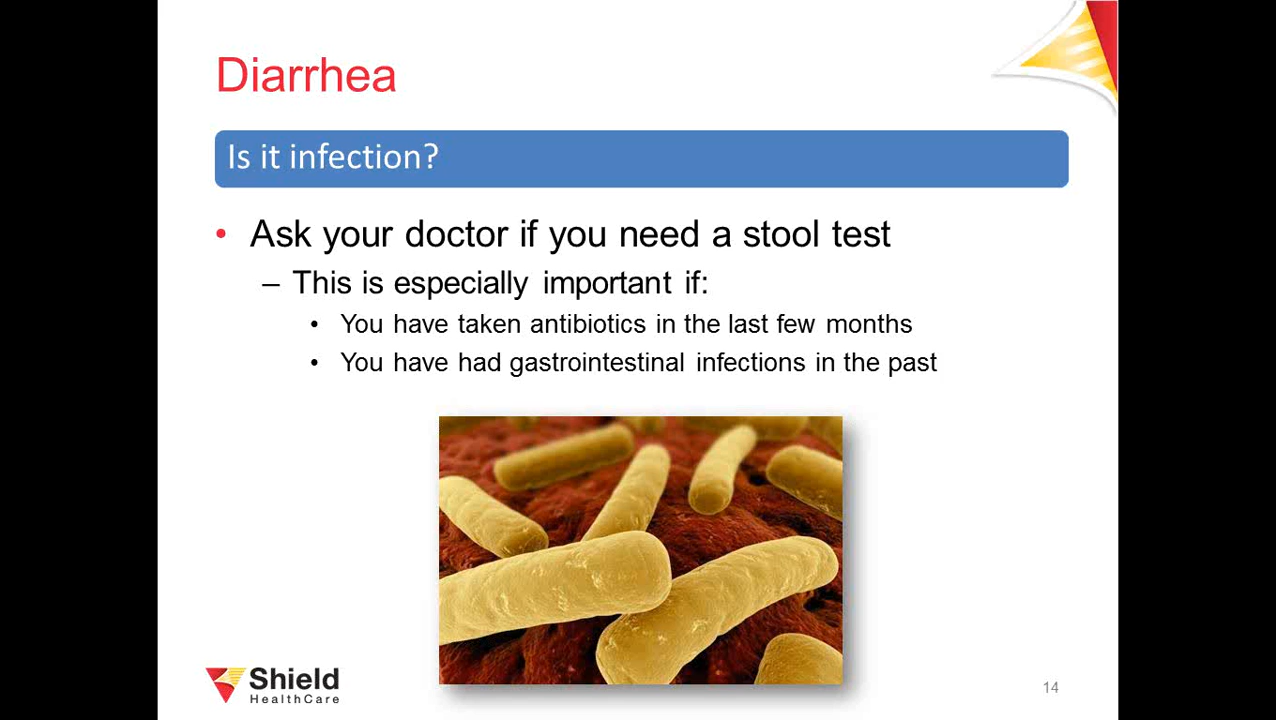 Diarrhea
Is it infection?
• Ask your doctor if you need a stool test
– This is especially important if:
• You have taken antibiotics in the last few months
• You have had gastrointestinal infections in the past
Shield
HealthCare
14